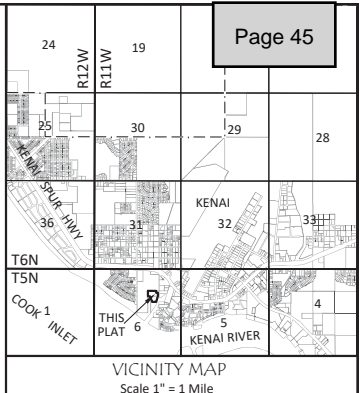 Page 45
24
19
R12W
R11W
25
30
29
28
KENAI SPUR HWY
36
31
KENAI
32
33
T6N
T5N
COOK
INLET
1
THIS
PLAT
6
5
4
KENAI RIVER
VICINITY MAP
Scale 1" = 1 Mile